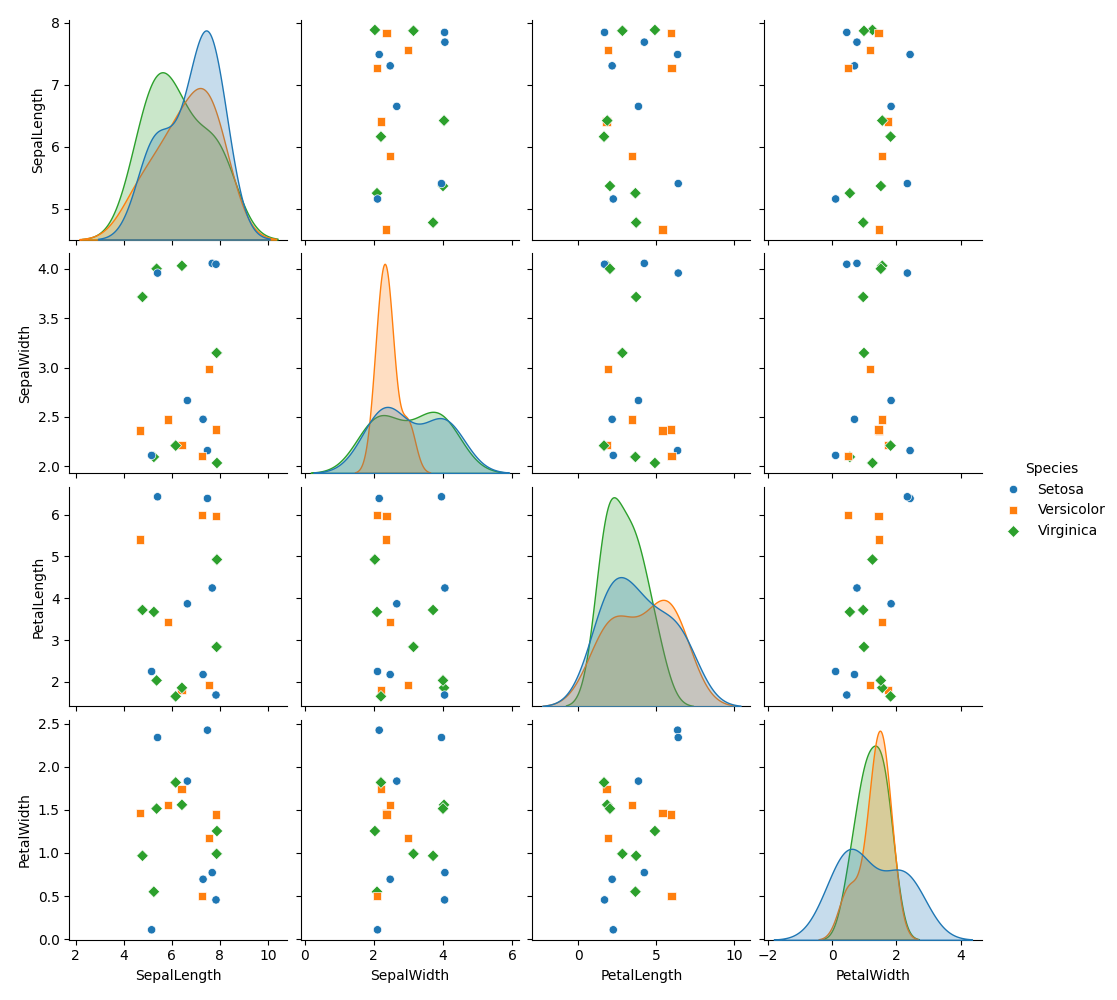 8
7
6
5
SepalLength
4.0
3.5
3.0
2.5
2.0
SepalWidth
Species
Setosa
Versicolor
Virginica
6
5
4
3
2
PetalLength
2.5
2.0
1.5
1.0
0.5
0.0
PetalWidth
2 4 6 8 10
0 2 4 6
0 5 10
−2 0 2 4
SepalLength
SepalWidth
PetalLength
PetalWidth